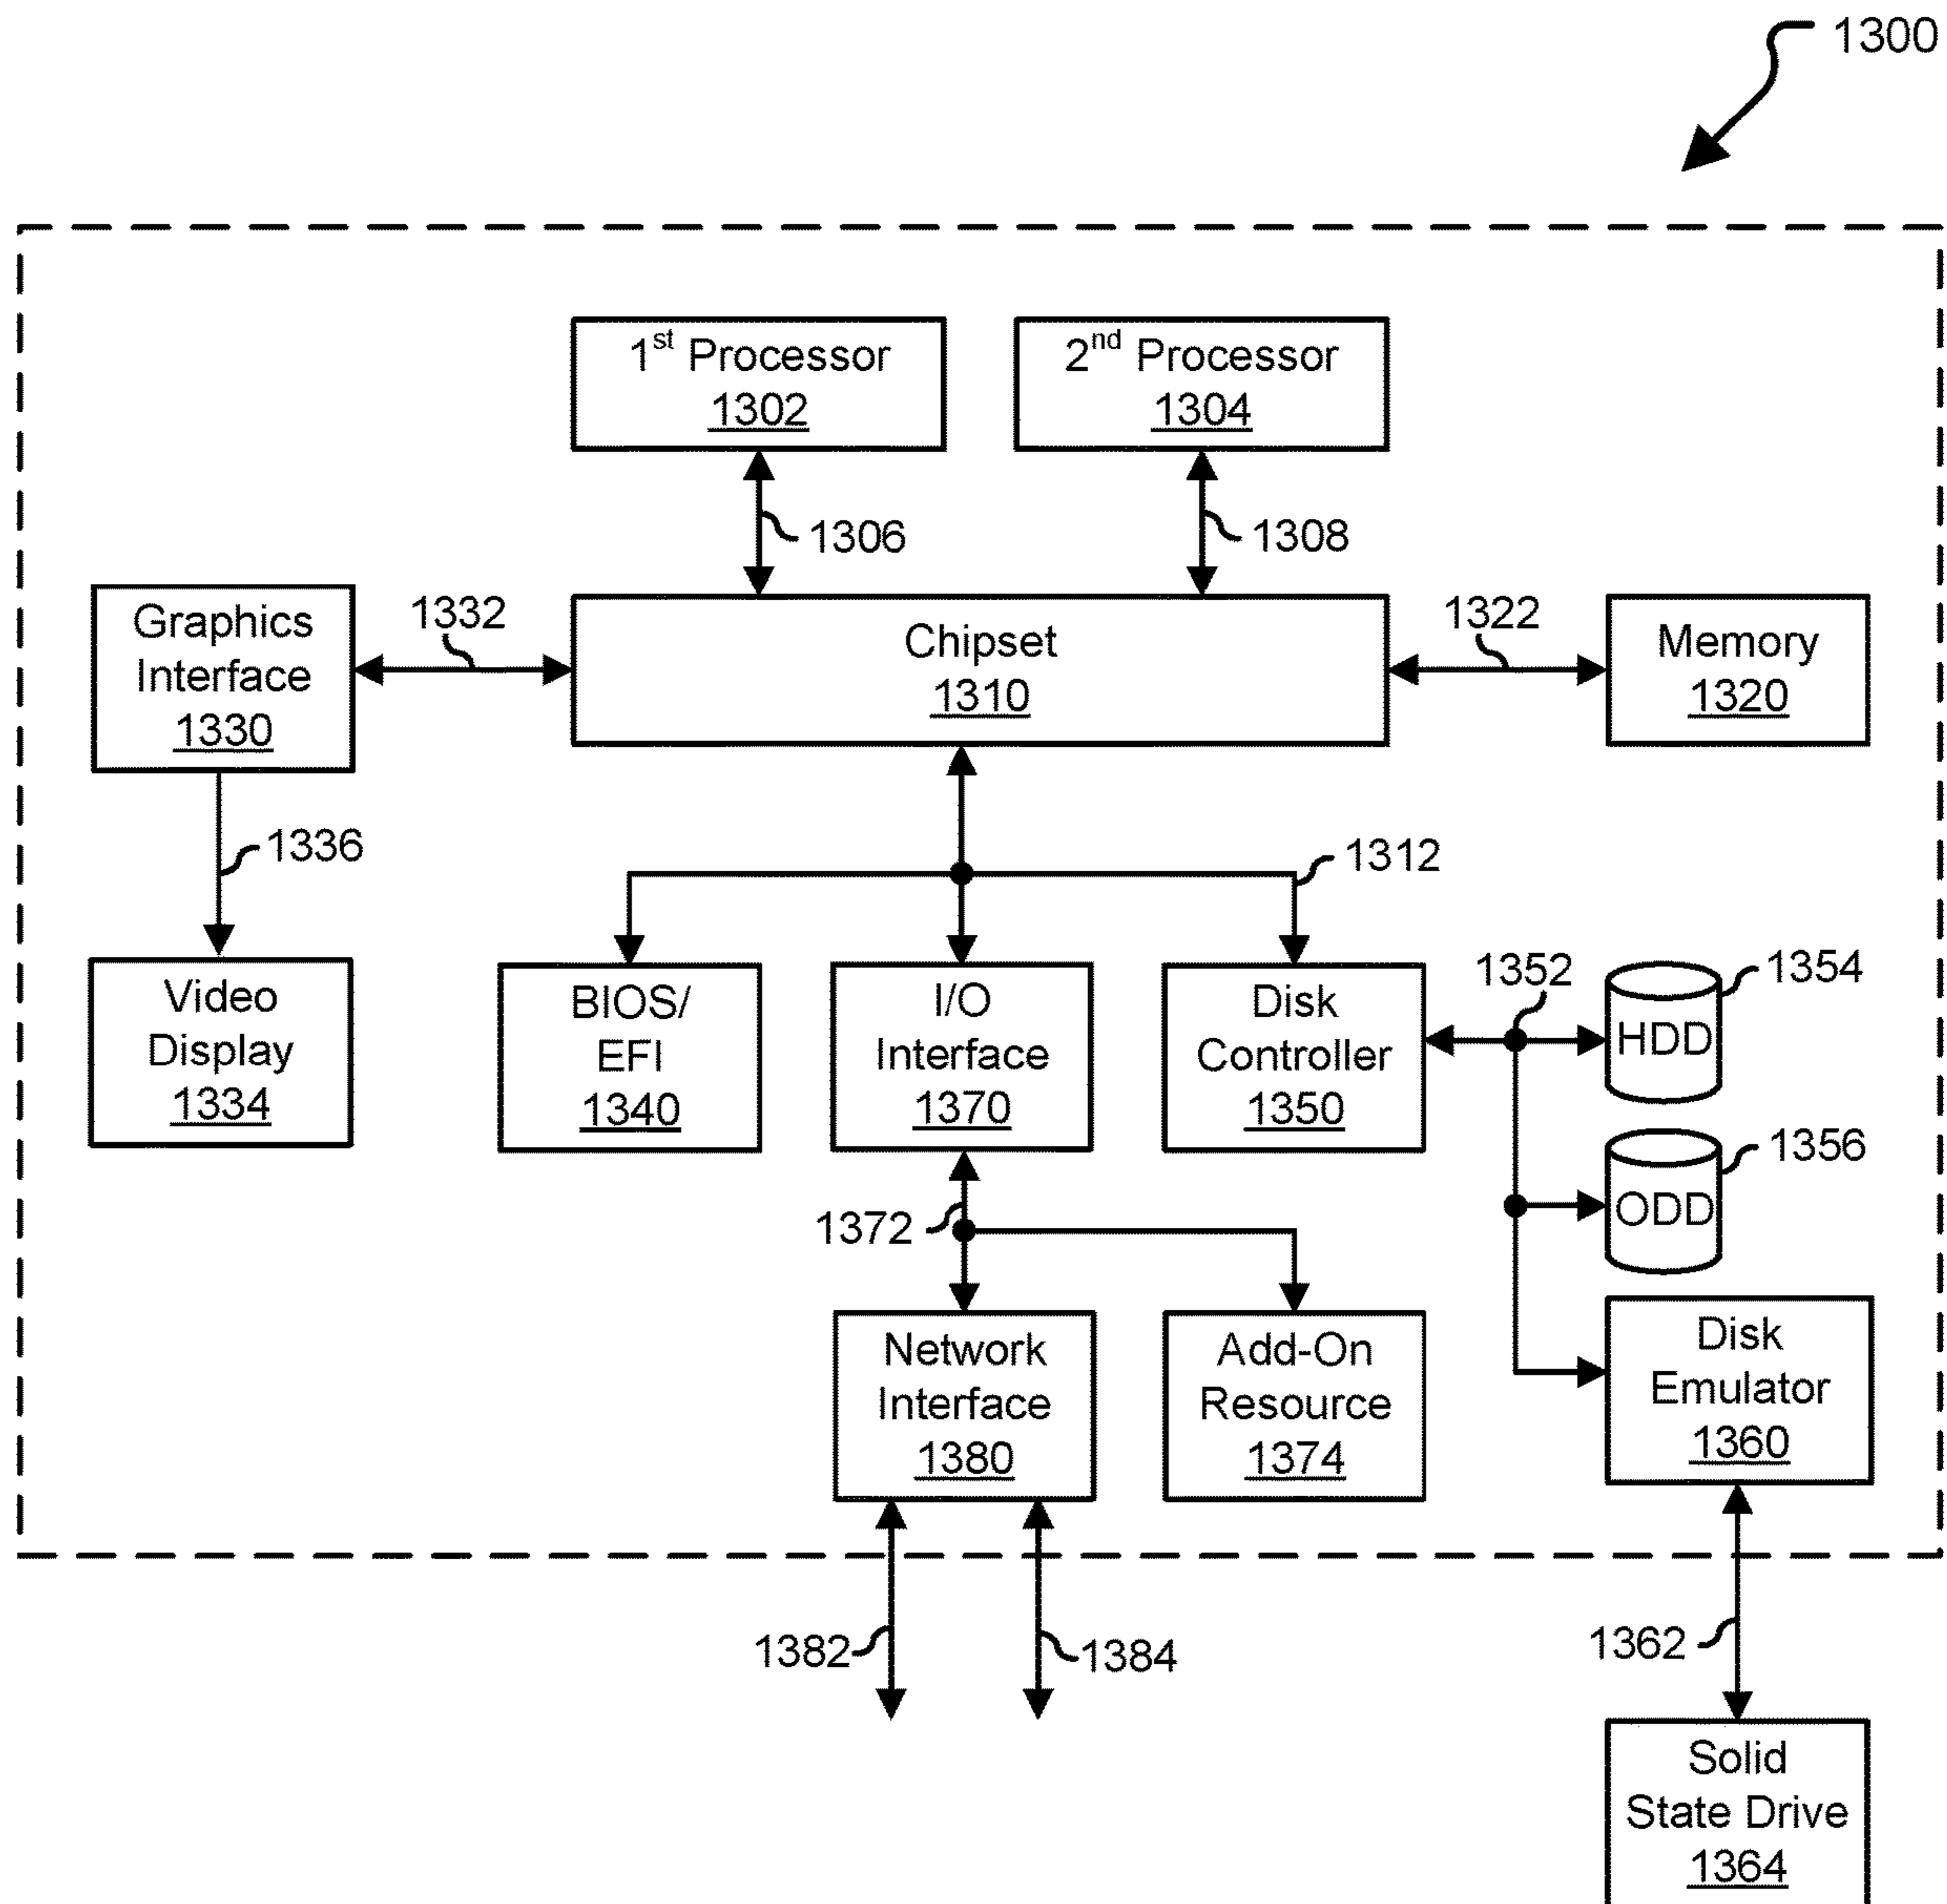 1300
1st Processor
1302
2nd Processor
1304
1306
1308
Graphics
Interface
1330
1332
Chipset
1310
1322
Memory
1320
1336
1312
Video
Display
1334
BIOS/
EFI
1340
I/O
Interface
1370
Disk
Controller
1350
1352
HDD
1354
ODD
1356
1372
Network
Interface
1380
Add-On
Resource
1374
Disk
Emulator
1360
1382
1384
1362
Solid
State Drive
1364